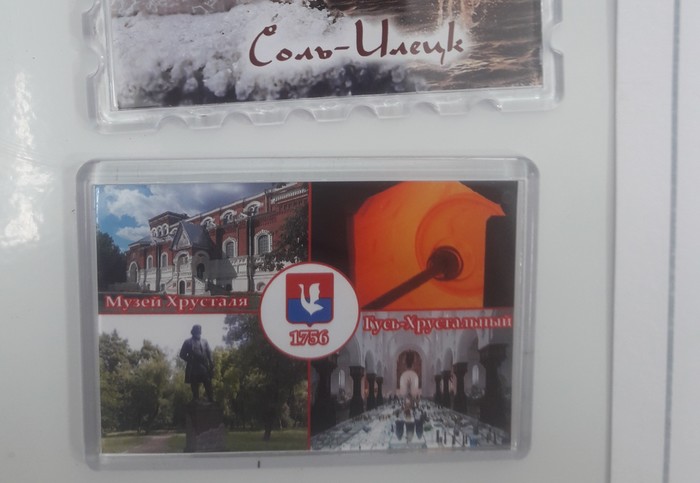 Соль-Илецк
Музей Хрусталя
Гусь-Хрустальный
1756